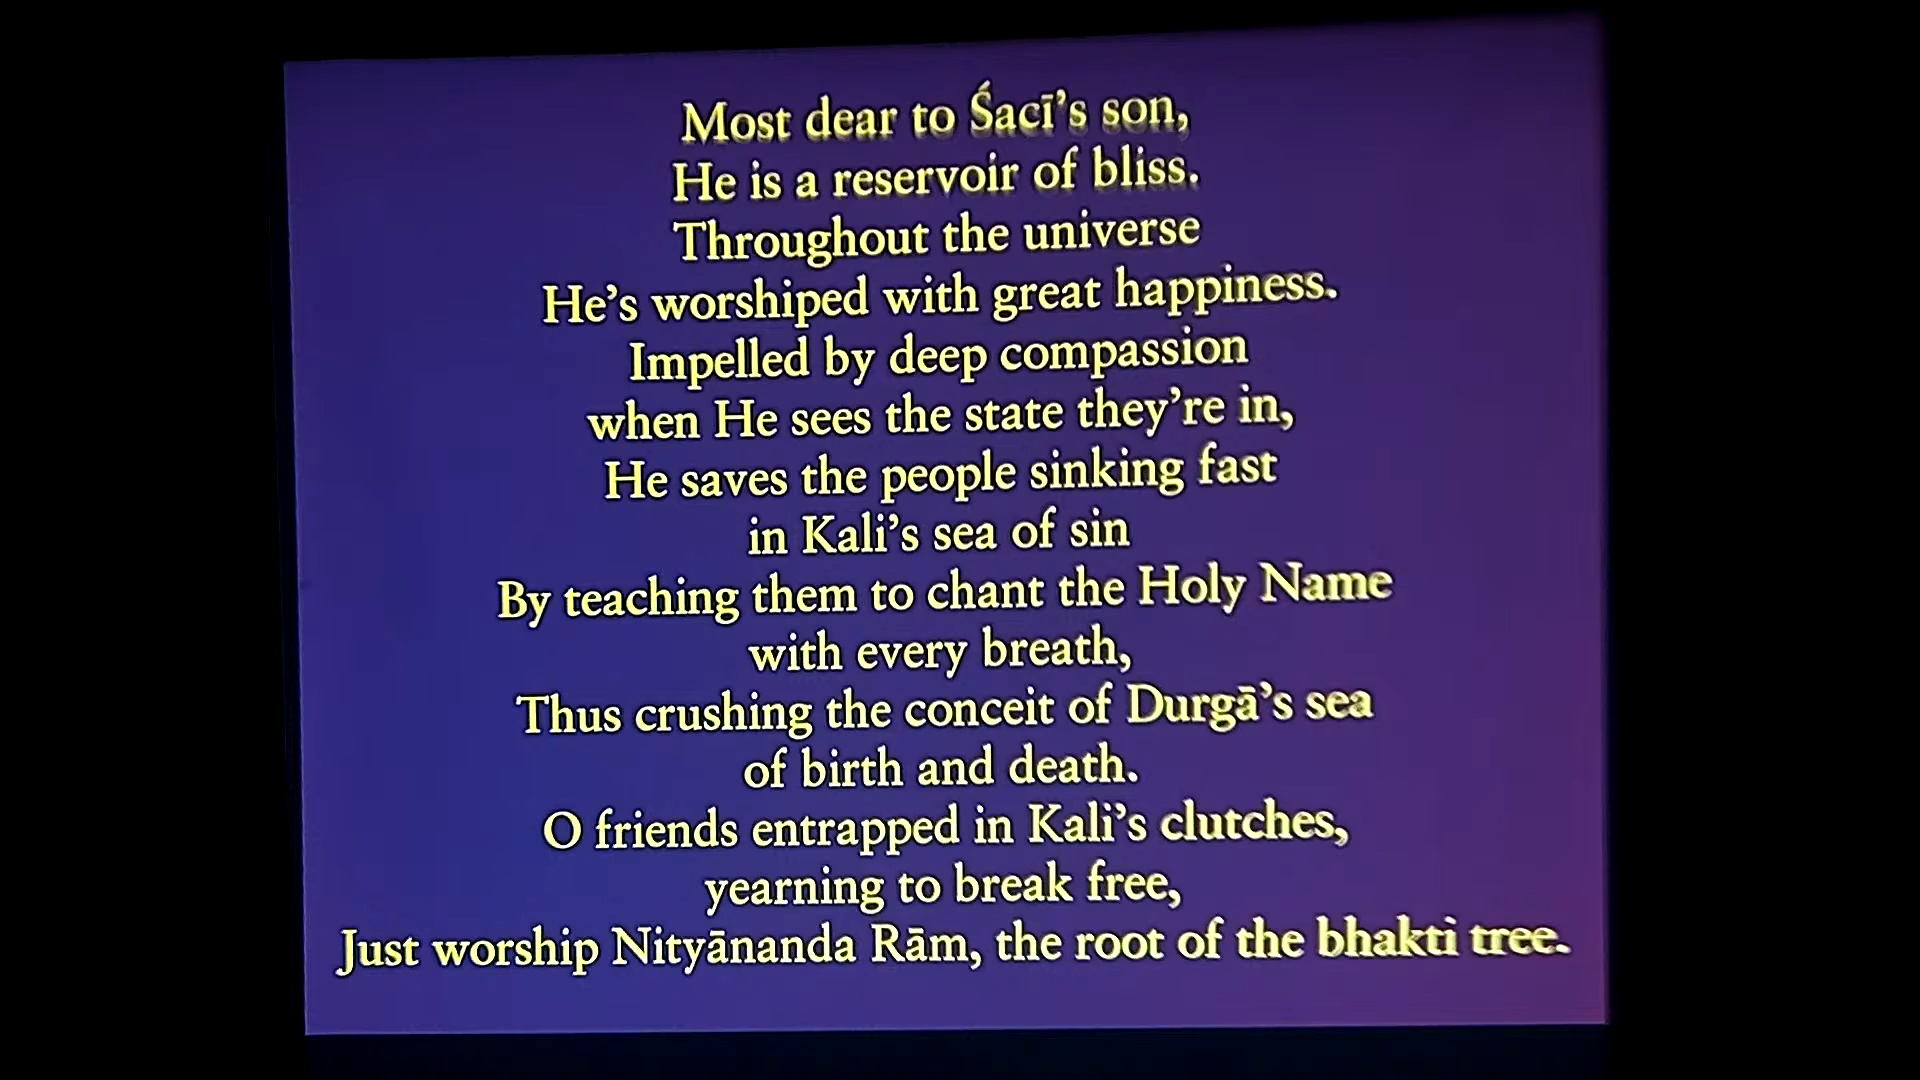 Most dear to Śacī’s son,
He is a reservoir of bliss.
Throughout the universe
He’s worshiped with great happiness.
Impelled by deep compassion
when He sees the state they’re in,
He saves the people sinking fast
in Kali’s sea of sin
By teaching them to chant the Holy Name
with every breath,
Thus crushing the conceit of Durgā’s sea
of birth and death.
O friends entrapped in Kali’s clutches,
yearning to break free,
Just worship Nityānanda Rām, the root of the bhakti tree.